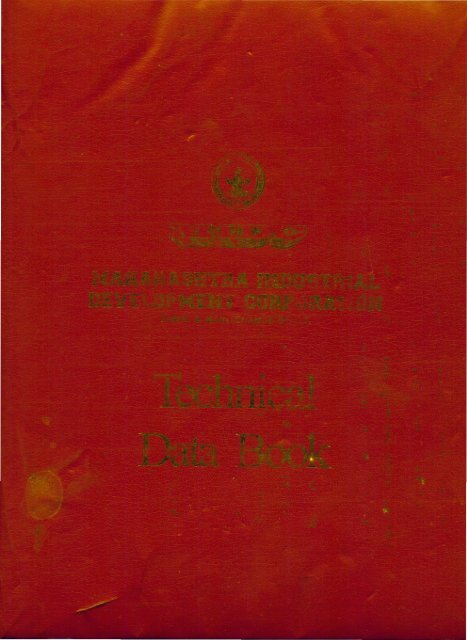 MAHARASHTRA INDUSTRIAL
DEVELOPMENT CORPORATION
Technical
Data Book